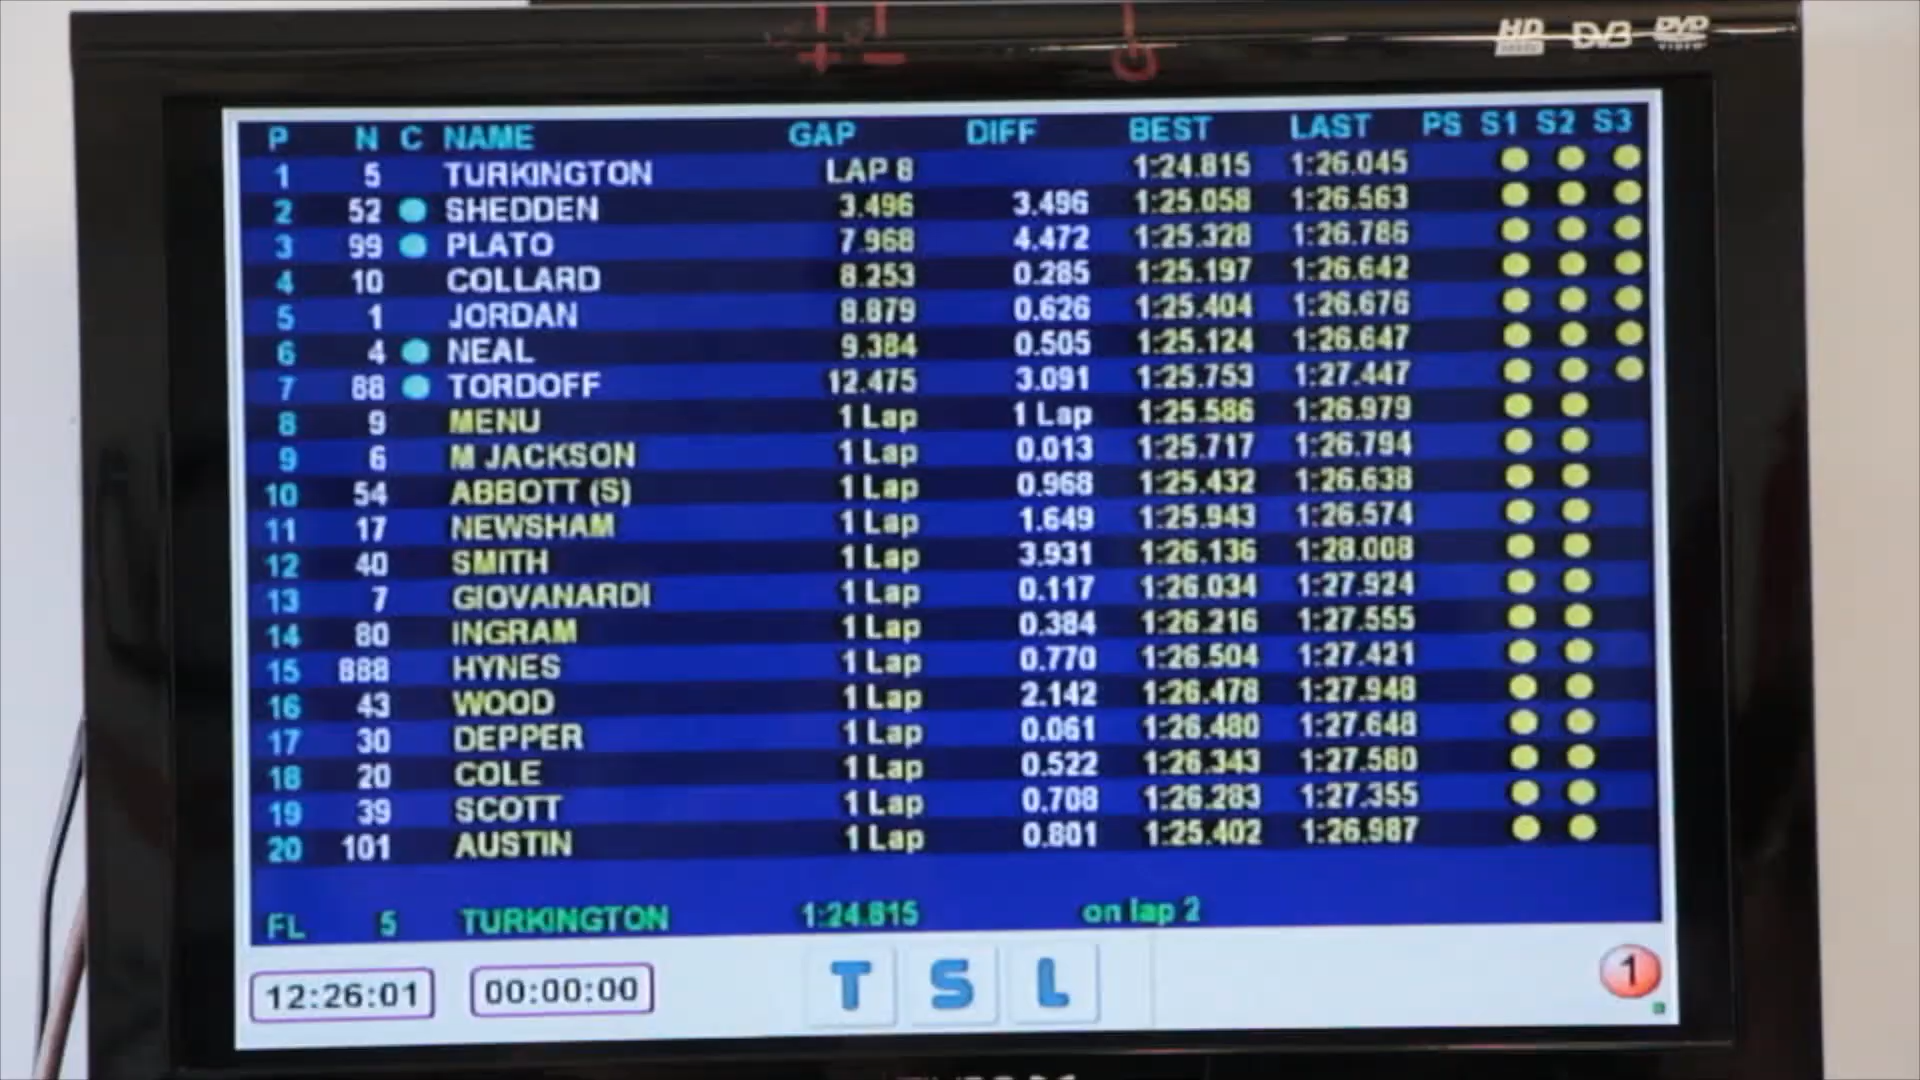 HD DVB DVD VIDEO
P N C NAME GAP DIFF BEST LAST PS S1 S2 S3
1 5 TURKINGTON LAP 8 1:24.815 1:26.045
2 52 SHEDDEN 3.496 3.496 1:25.058 1:26.563
3 99 PLATO 7.968 4.472 1:25.328 1:26.786
4 10 COLLARD 8.253 0.285 1:25.197 1:26.642
5 1 JORDAN 8.879 0.626 1:25.404 1:26.676
6 4 NEAL 9.384 0.505 1:25.124 1:26.647
7 88 TORDOFF 12.475 3.091 1:25.753 1:27.447
8 9 MENU 1 Lap 1 Lap 1:25.586 1:26.979
9 6 M JACKSON 1 Lap 0.013 1:25.717 1:26.794
10 54 ABBOTT (S) 1 Lap 0.968 1:25.432 1:26.638
11 17 NEWSHAM 1 Lap 1.649 1:25.943 1:26.574
12 40 SMITH 1 Lap 3.931 1:26.136 1:28.008
13 7 GIOVANARDI 1 Lap 0.117 1:26.034 1:27.924
14 80 INGRAM 1 Lap 0.384 1:26.216 1:27.555
15 888 HYNES 1 Lap 0.770 1:26.504 1:27.421
16 43 WOOD 1 Lap 2.142 1:26.478 1:27.948
17 30 DEPPER 1 Lap 0.061 1:26.480 1:27.648
18 20 COLE 1 Lap 0.522 1:26.343 1:27.580
19 39 SCOTT 1 Lap 0.708 1:26.283 1:27.355
20 101 AUSTIN 1 Lap 0.801 1:25.402 1:26.987
FL 5 TURKINGTON 1:24.815 on lap 2
12:26:01 00:00:00 T S L 1